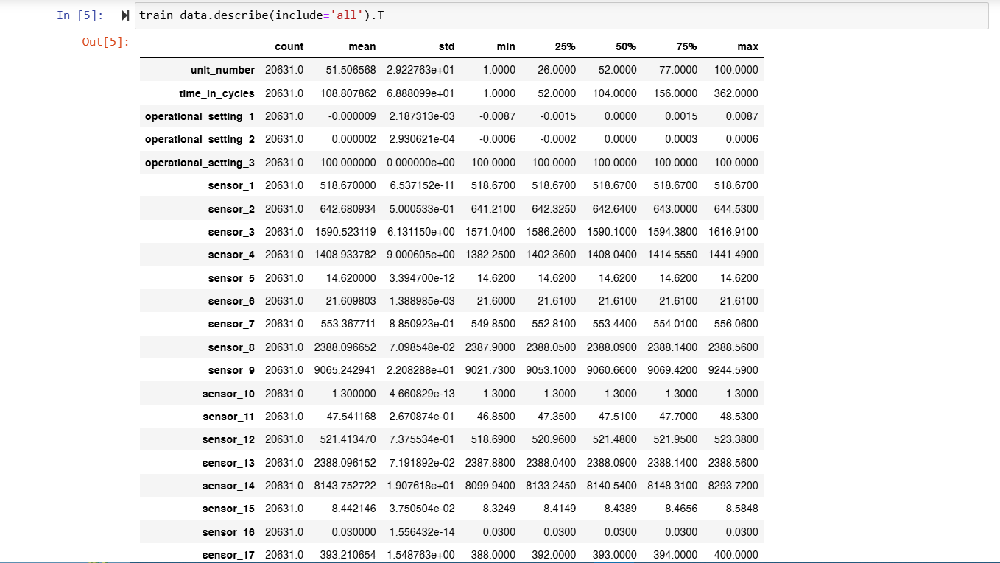 In [5]: train_data.describe(include='all').T
Out[5]:
count mean std min 25% 50% 75% max
unit_number 20631.0 51.506568 2.922763e+01 1.0000 26.0000 52.0000 77.0000 100.0000
time_in_cycles 20631.0 108.807862 6.888099e+01 1.0000 52.0000 104.0000 156.0000 362.0000
operational_setting_1 20631.0 -0.000009 2.187313e-03 -0.0087 -0.0015 0.0000 0.0015 0.0087
operational_setting_2 20631.0 0.000002 2.930621e-04 -0.0006 -0.0002 0.0000 0.0003 0.0006
operational_setting_3 20631.0 100.000000 0.000000e+00 100.0000 100.0000 100.0000 100.0000 100.0000
sensor_1 20631.0 518.670000 6.537152e-11 518.6700 518.6700 518.6700 518.6700 518.6700
sensor_2 20631.0 642.680934 5.000533e-01 641.2100 642.3250 642.6400 643.0000 644.5300
sensor_3 20631.0 1590.523119 6.131150e+00 1571.0400 1586.2600 1590.1000 1594.3800 1616.9100
sensor_4 20631.0 1408.933782 9.000605e+00 1382.2500 1402.3600 1408.0400 1414.5550 1441.4900
sensor_5 20631.0 14.620000 3.394700e-12 14.6200 14.6200 14.6200 14.6200 14.6200
sensor_6 20631.0 21.609803 1.388985e-03 21.6000 21.6100 21.6100 21.6100 21.6100
sensor_7 20631.0 553.367711 8.850923e-01 549.8500 552.8100 553.4400 554.0100 556.0600
sensor_8 20631.0 2388.096652 7.098548e-02 2387.9000 2388.0500 2388.0900 2388.1400 2388.5600
sensor_9 20631.0 9065.242941 2.208288e+01 9021.7300 9053.1000 9060.6600 9069.4200 9244.5900
sensor_10 20631.0 1.300000 4.660829e-13 1.3000 1.3000 1.3000 1.3000 1.3000
sensor_11 20631.0 47.541168 2.670874e-01 46.8500 47.3500 47.5100 47.7000 48.5300
sensor_12 20631.0 521.413470 7.375534e-01 518.6900 520.9600 521.4800 521.9500 523.3800
sensor_13 20631.0 2388.096152 7.191892e-02 2387.8800 2388.0400 2388.0900 2388.1400 2388.5600
sensor_14 20631.0 8143.752722 1.907618e+01 8099.9400 8133.2450 8140.5400 8148.3100 8293.7200
sensor_15 20631.0 8.442146 3.750504e-02 8.3249 8.4149 8.4389 8.4656 8.5848
sensor_16 20631.0 0.030000 1.556432e-14 0.0300 0.0300 0.0300 0.0300 0.0300
sensor_17 20631.0 393.210654 1.548763e+00 388.0000 392.0000 393.0000 394.0000 400.0000